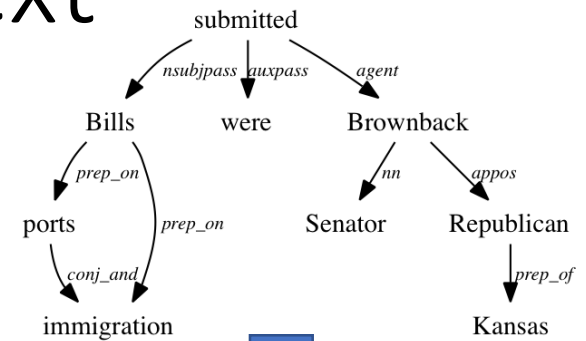 submitted
nsubjpass auxpass agent
Bills were Brownback
prep_on nn appos
ports prep_on Senator Republican
conj_and prep_of
immigration Kansas